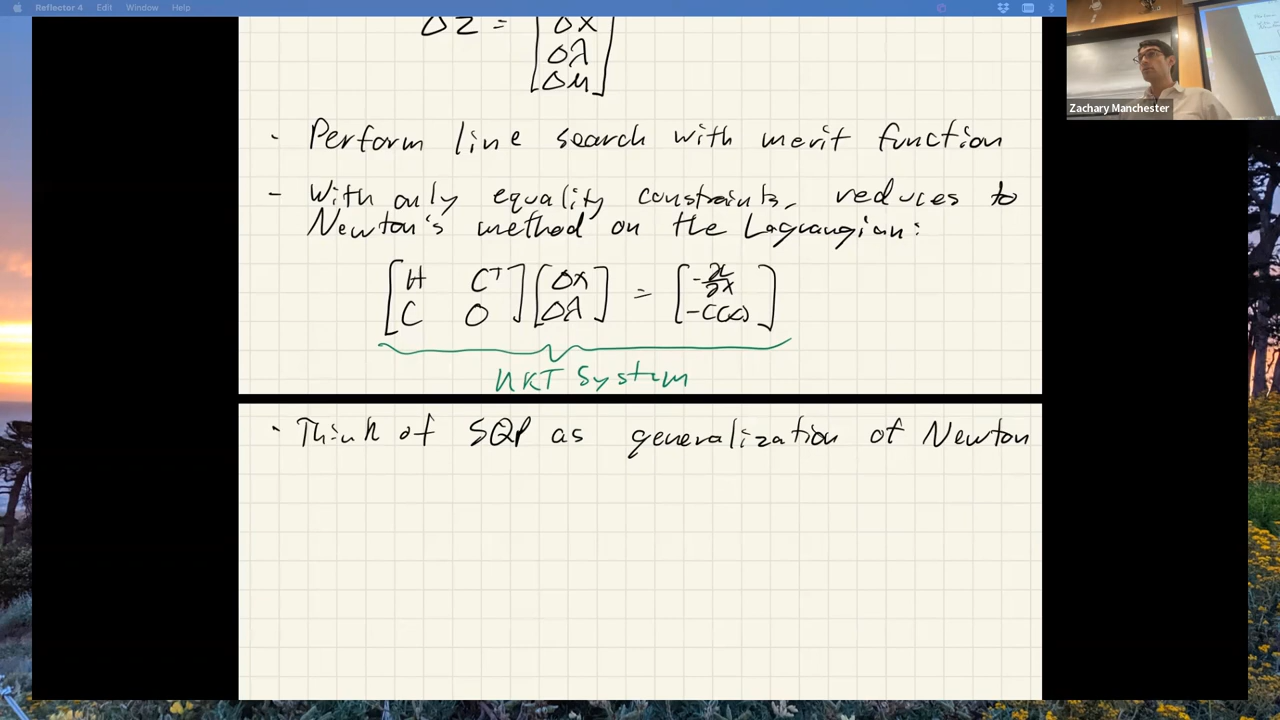 Reflector 4 Edit Window Help
Zachary Manchester
ΔZ = [ΔX
Δλ
Δμ]
· Perform line search with merit function
- With only equality constraints, reduces to
Newton's method on the Lagrangian:
[H Cᵀ; C 0] [ΔX; Δλ] = [-∂L/∂X; -C(x)]
KKT System
· Think of SQP as generalization of Newton